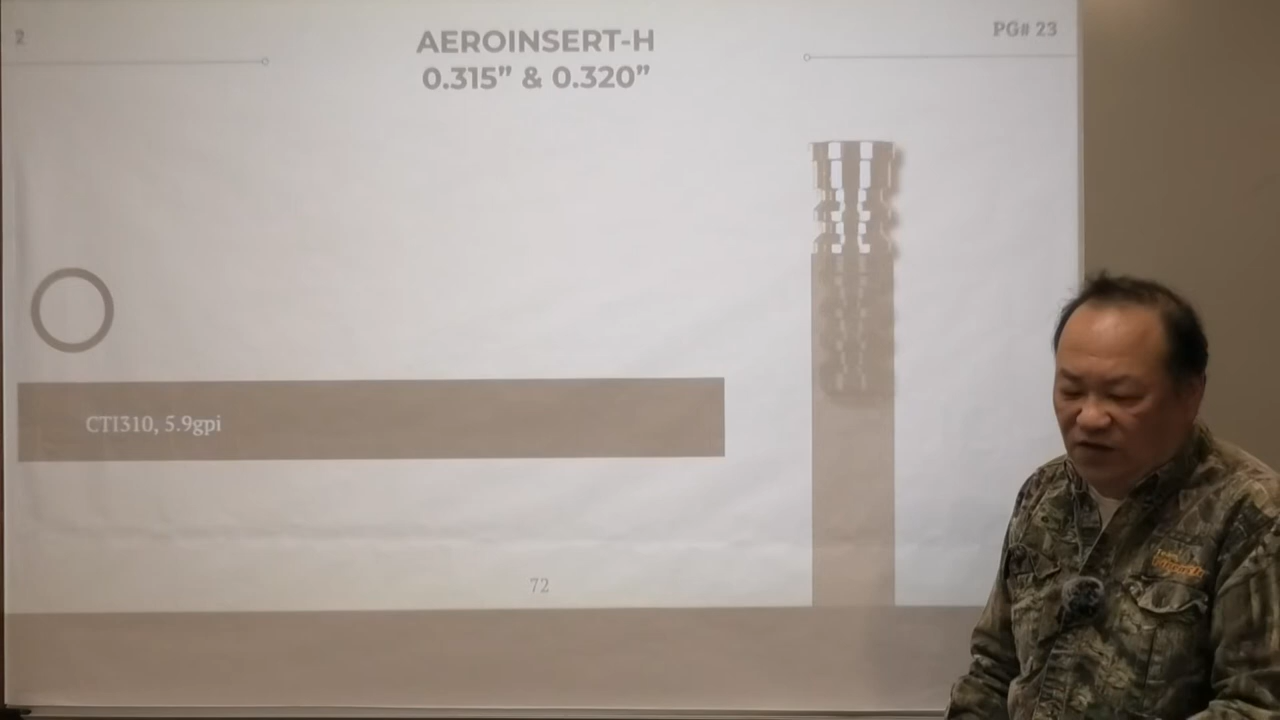 2
AEROINSERT-H
0.315” & 0.320”
PG# 23
CTI310, 5.9gpi
72